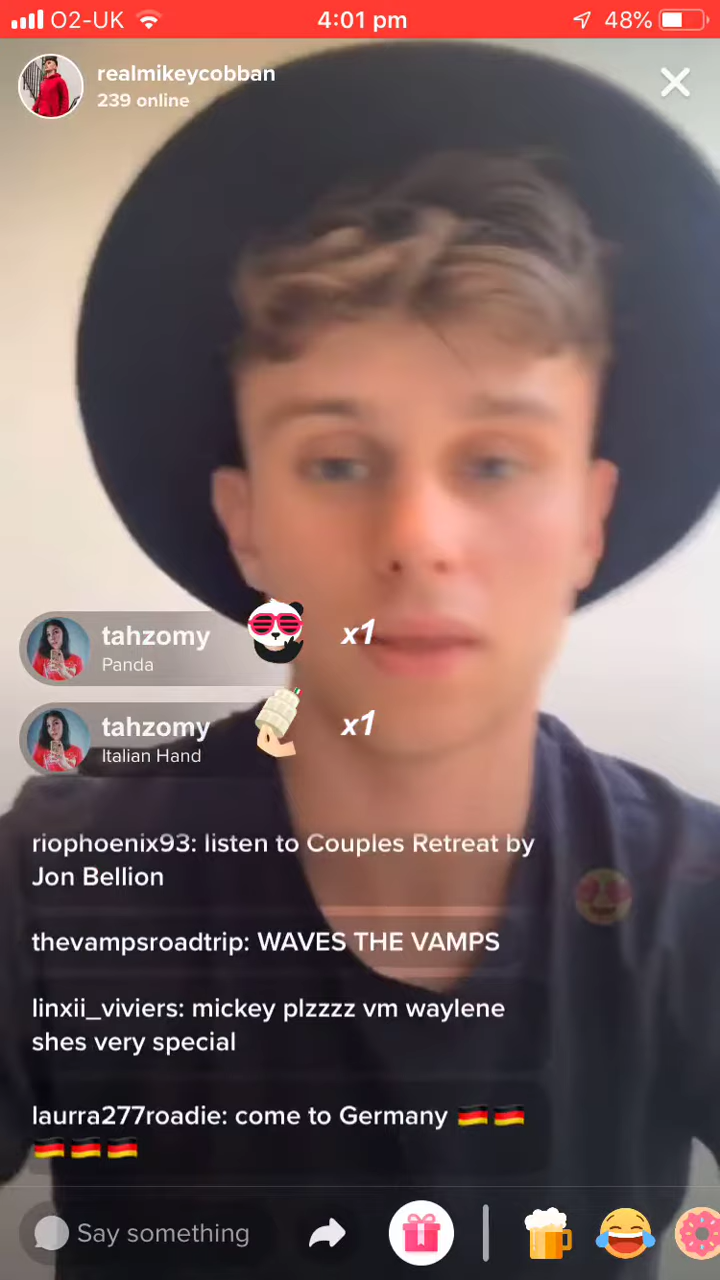 O2-UK 4:01 pm 48%
realmikeycobban
239 online
tahzomy x1
Panda
tahzomy x1
Italian Hand
riophoenix93: listen to Couples Retreat by
Jon Bellion
thevampsroadtrip: WAVES THE VAMPS
linxii_viviers: mickey plzzzz vm waylene
shes very special
laurra277roadie: come to Germany 🇩🇪🇩🇪
🇩🇪🇩🇪🇩🇪
Say something